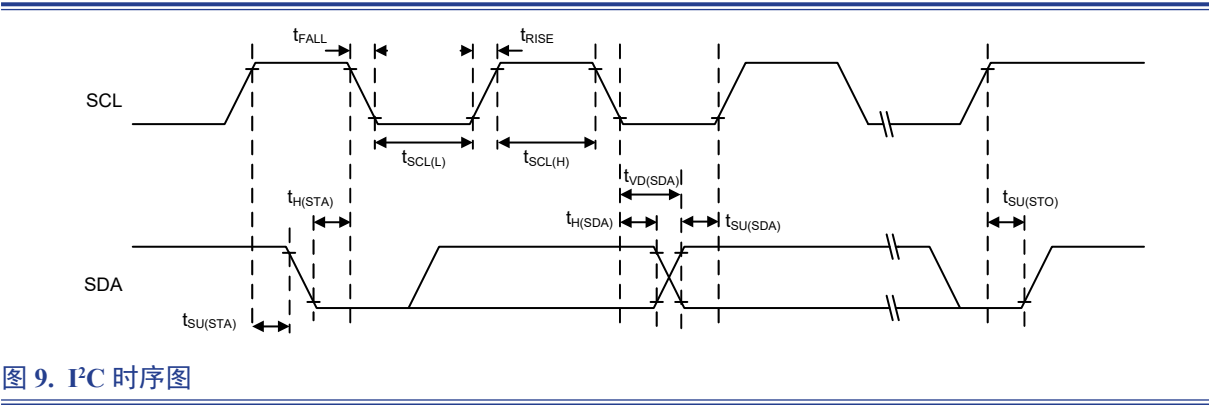 tFALL
tRISE
SCL
tSCL(L)
tSCL(H)
tVD(SDA)
tH(STA)
tSU(STO)
tH(SDA)
tSU(SDA)
SDA
tSU(STA)
图 9. I²C 时序图